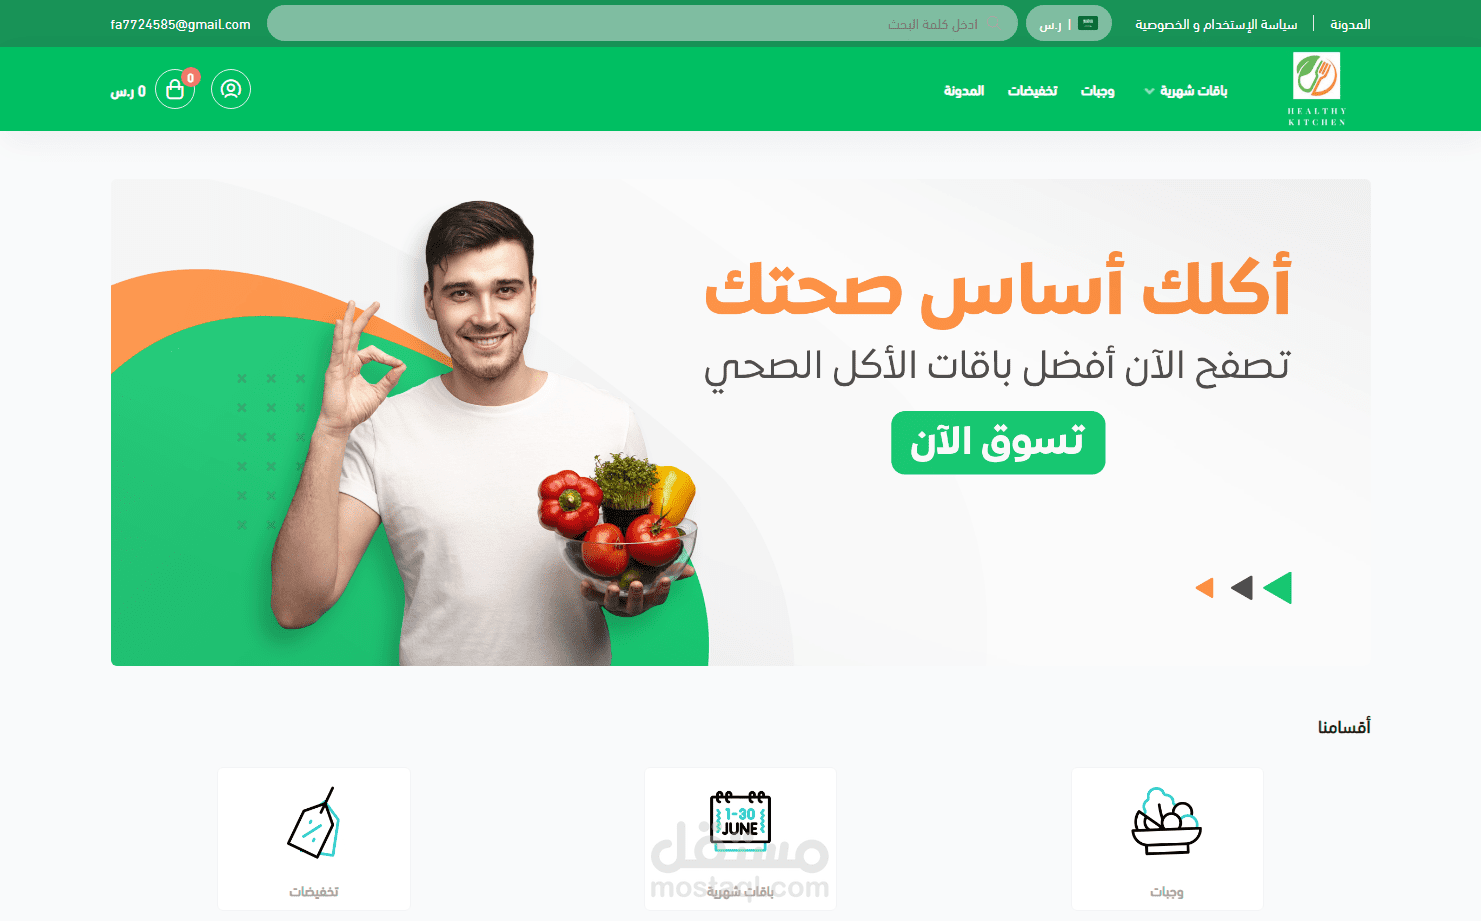 المدونة
سياسة الإستخدام و الخصوصية
ر.س |
ادخل كلمة البحث
fa7724585@gmail.com
HEALTHY
KITCHEN
باقات شهرية
وجبات
تخفيضات
المدونة
0
0 ر.س
أكلك أساس صحتك
تصفح الآن أفضل باقات الأكل الصحي
تسوق الآن
أقسامنا
1-30
JUNE
وجبات
باقات شهرية
تخفيضات
مستقل
mostaql.com